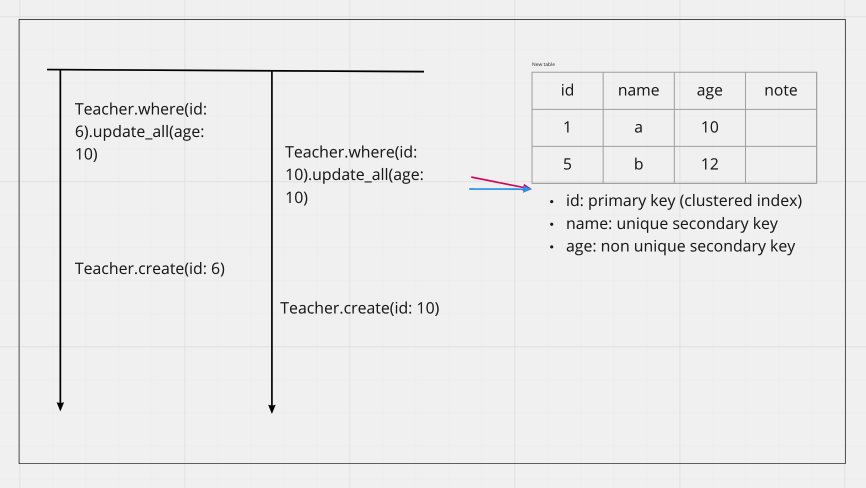 Teacher.where(id:
6).update_all(age:
10)
Teacher.create(id: 6)
Teacher.where(id:
10).update_all(age:
10)
Teacher.create(id: 10)
New table
id name age note
1 a 10
5 b 12
• id: primary key (clustered index)
• name: unique secondary key
• age: non unique secondary key